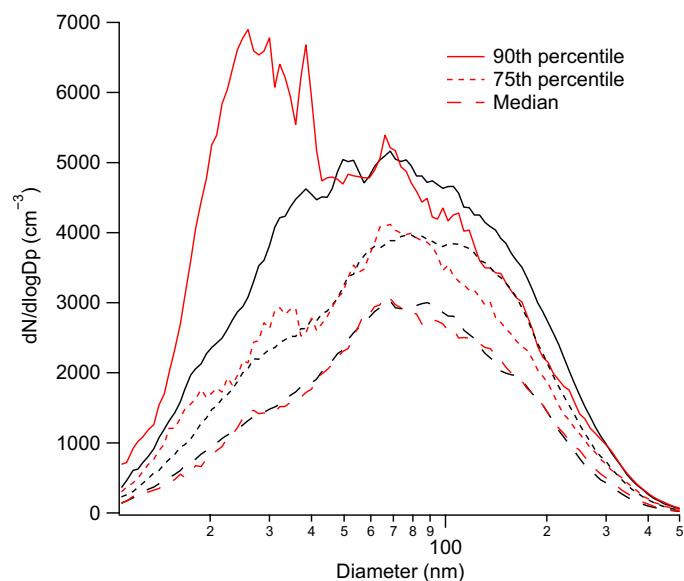 7000
6000
5000
4000
3000
2000
1000
0
dN/dlogDp (cm⁻³)
90th percentile
75th percentile
Median
2 3 4 5 6 7 8 9 2 3 4 5
100
Diameter (nm)